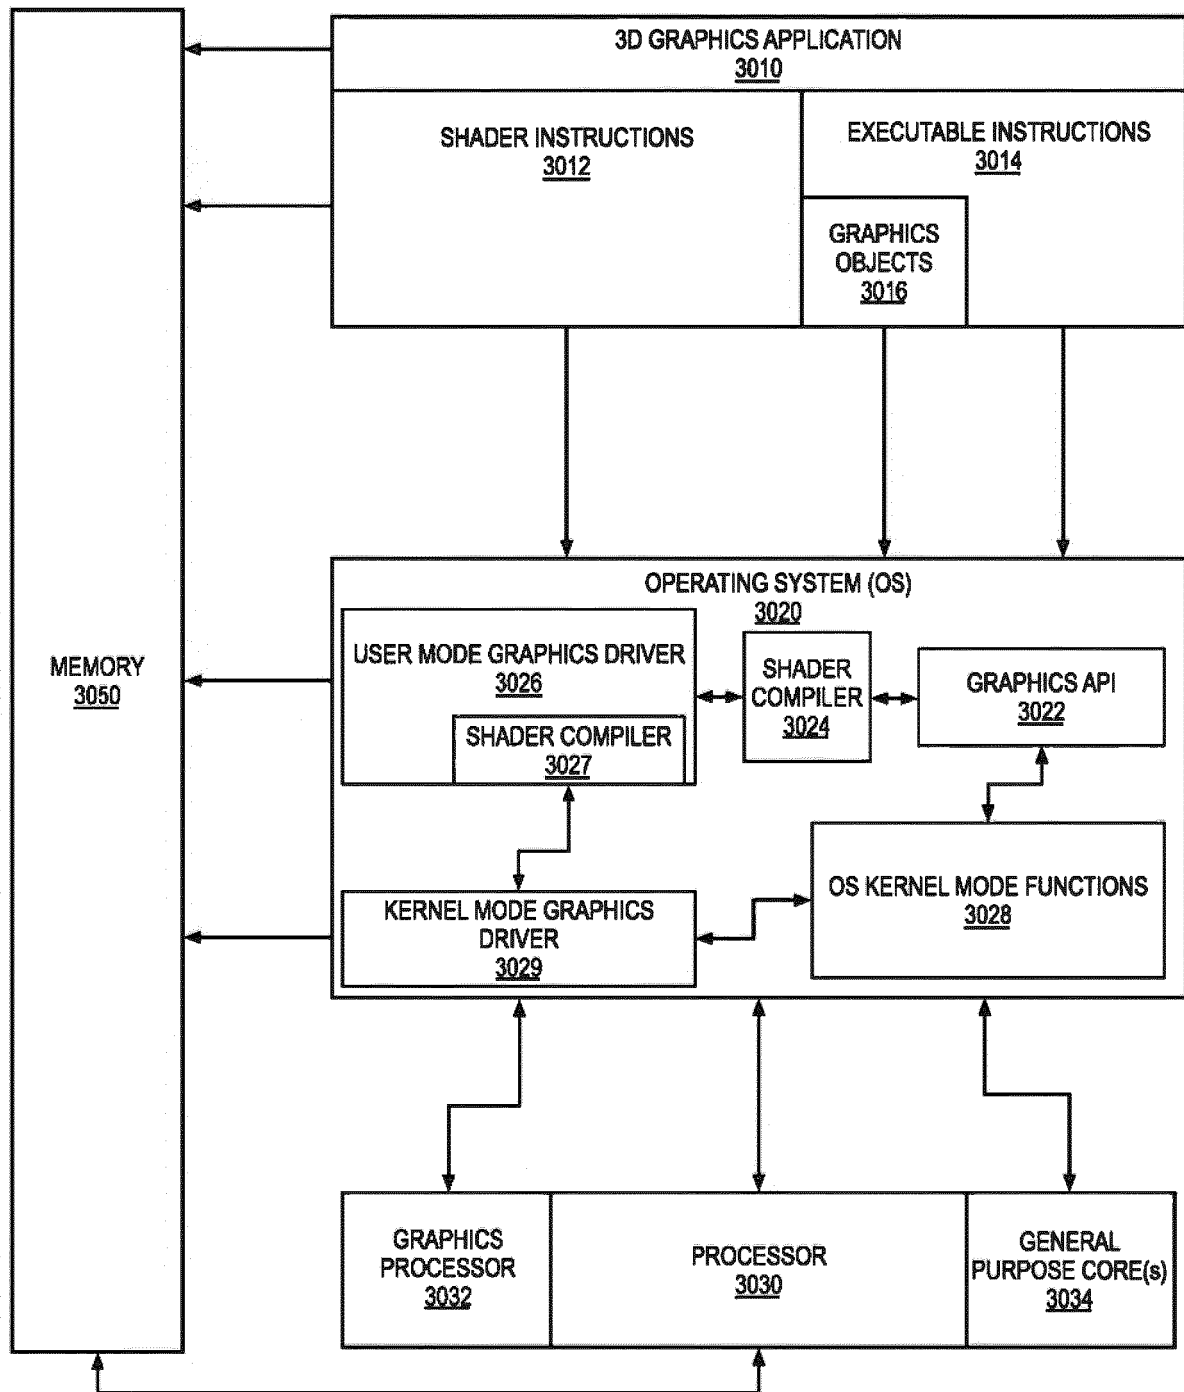 3D GRAPHICS APPLICATION
3010
SHADER INSTRUCTIONS
3012
EXECUTABLE INSTRUCTIONS
3014
GRAPHICS
OBJECTS
3016
OPERATING SYSTEM (OS)
3020
USER MODE GRAPHICS DRIVER
3026
SHADER COMPILER
3027
SHADER
COMPILER
3024
GRAPHICS API
3022
MEMORY
3050
KERNEL MODE GRAPHICS
DRIVER
3029
OS KERNEL MODE FUNCTIONS
3028
GRAPHICS
PROCESSOR
3032
PROCESSOR
3030
GENERAL
PURPOSE CORE(s)
3034